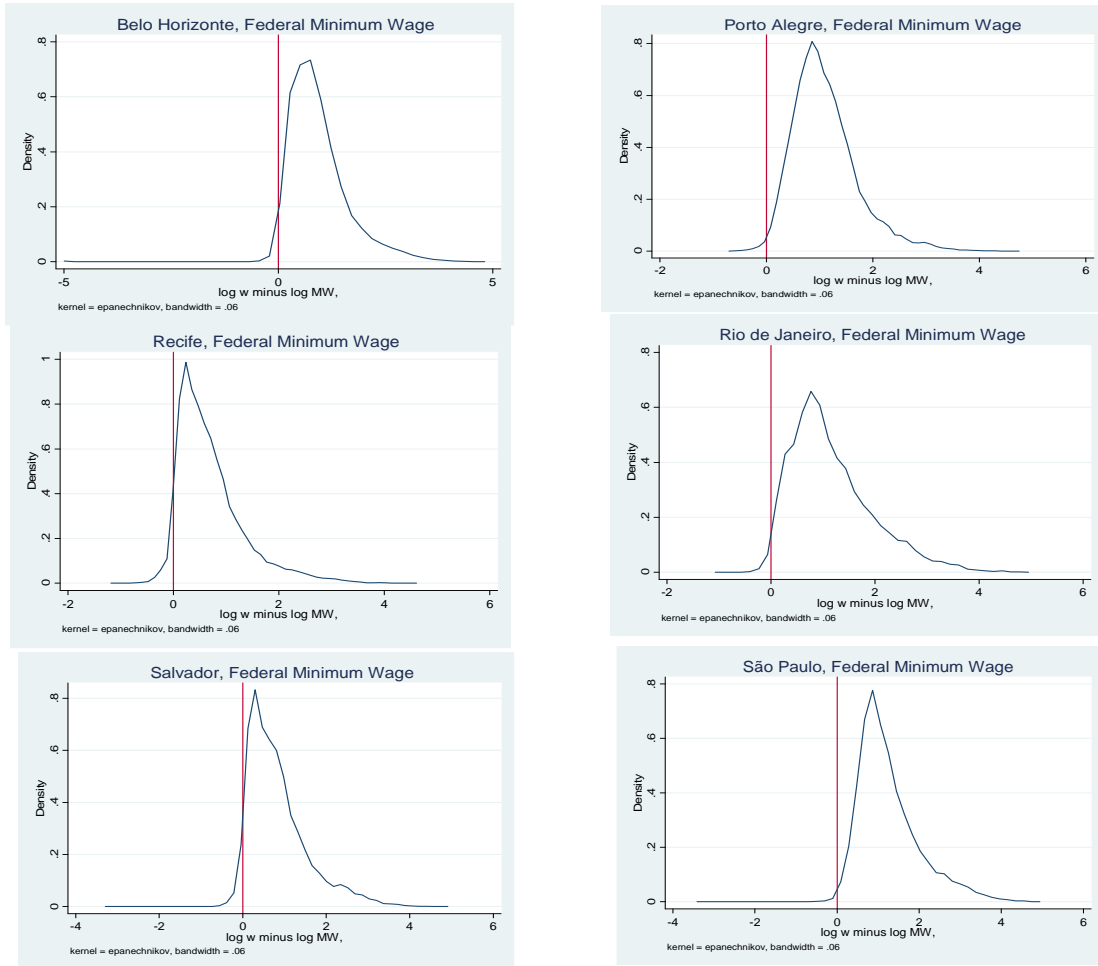 Belo Horizonte, Federal Minimum Wage
Density
0 .2 .4 .6 .8
-5 0 5
log w minus log MW,
kernel = epanechnikov, bandwidth = .06
Porto Alegre, Federal Minimum Wage
Density
0 .2 .4 .6 .8
-2 0 2 4 6
log w minus log MW,
kernel = epanechnikov, bandwidth = .06
Recife, Federal Minimum Wage
Density
0 .2 .4 .6 .8 1
-2 0 2 4 6
log w minus log MW,
kernel = epanechnikov, bandwidth = .06
Rio de Janeiro, Federal Minimum Wage
Density
0 .2 .4 .6 .8
-2 0 2 4 6
log w minus log MW,
kernel = epanechnikov, bandwidth = .06
Salvador, Federal Minimum Wage
Density
0 .2 .4 .6 .8
-4 -2 0 2 4 6
log w minus log MW,
kernel = epanechnikov, bandwidth = .06
São Paulo, Federal Minimum Wage
Density
0 .2 .4 .6 .8
-4 -2 0 2 4 6
log w minus log MW,
kernel = epanechnikov, bandwidth = .06